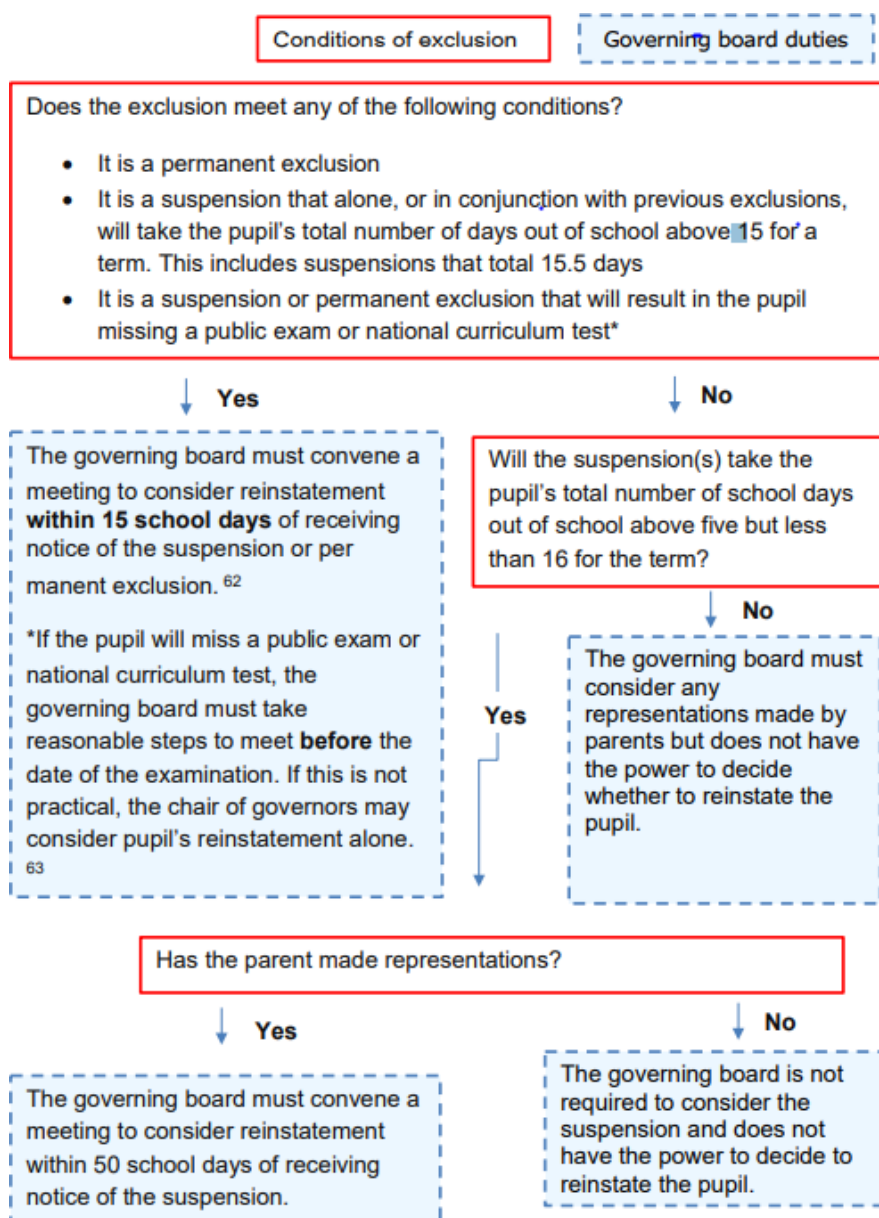 Conditions of exclusion
Governing board duties
Does the exclusion meet any of the following conditions?
• It is a permanent exclusion
• It is a suspension that alone, or in conjunction with previous exclusions,
will take the pupil's total number of days out of school above 15 for a
term. This includes suspensions that total 15.5 days
• It is a suspension or permanent exclusion that will result in the pupil
missing a public exam or national curriculum test*
Yes
No
The governing board must convene a
meeting to consider reinstatement
within 15 school days of receiving
notice of the suspension or per
manent exclusion. 62
*If the pupil will miss a public exam or
national curriculum test, the
governing board must take
reasonable steps to meet before the
date of the examination. If this is not
practical, the chair of governors may
consider pupil's reinstatement alone.
63
Will the suspension(s) take the
pupil's total number of school days
out of school above five but less
than 16 for the term?
Yes
No
The governing board must
consider any
representations made by
parents but does not have
the power to decide
whether to reinstate the
pupil.
Has the parent made representations?
Yes
No
The governing board must convene a
meeting to consider reinstatement
within 50 school days of receiving
notice of the suspension.
The governing board is not
required to consider the
suspension and does not
have the power to decide to
reinstate the pupil.